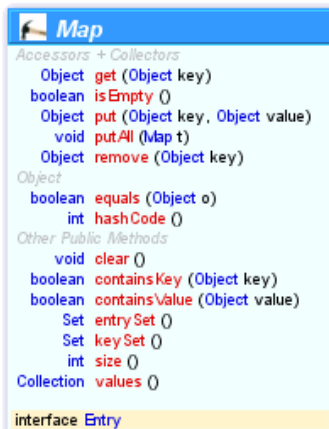 Map
Accessors + Collectors
Object get (Object key)
boolean isEmpty ()
Object put (Object key, Object value)
void putAll (Map t)
Object remove (Object key)
Object
boolean equals (Object o)
int hashCode ()
Other Public Methods
void clear ()
boolean containsKey (Object key)
boolean containsValue (Object value)
Set entrySet ()
Set keySet ()
int size ()
Collection values ()
interface Entry